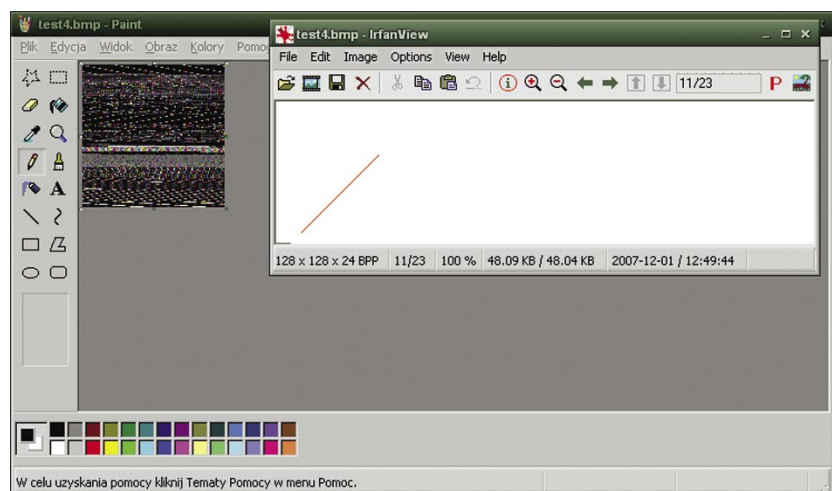 test4.bmp - Paint
Plik Edycja Widok Obraz Kolory
test4.bmp - IrfanView
File Edit Image Options View Help
11/23
128 x 128 x 24 BPP 11/23 100 % 48.09 KB / 48.04 KB 2007-12-01 / 12:49:44
W celu uzyskania pomocy kliknij Tematy Pomocy w menu Pomoc.